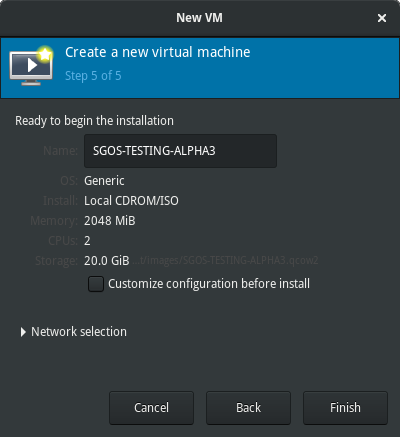 New VM
Create a new virtual machine
Step 5 of 5
Ready to begin the installation
Name: SGOS-TESTING-ALPHA3
OS: Generic
Install: Local CDROM/ISO
Memory: 2048 MiB
CPUs: 2
Storage: 20.0 GiB ...t/images/SGOS-TESTING-ALPHA3.qcow2
Customize configuration before install
Network selection
Cancel Back Finish